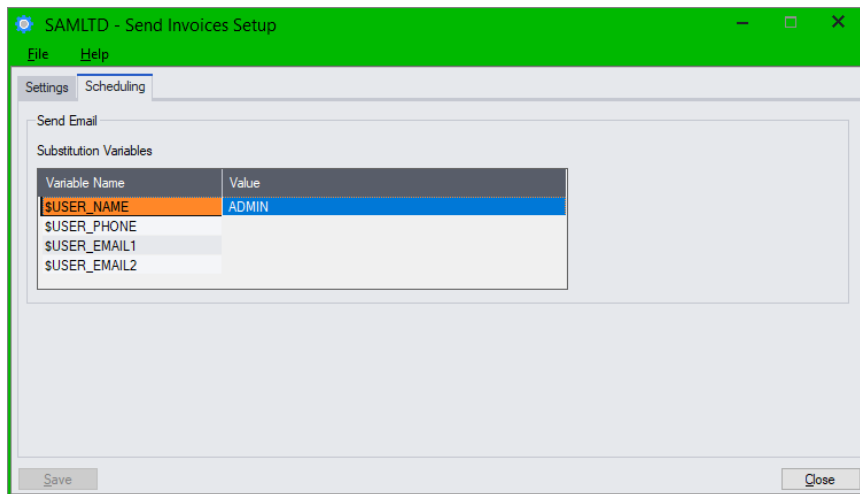 SAMLTD - Send Invoices Setup
File Help
Settings Scheduling
Send Email
Substitution Variables
Variable Name Value
$USER_NAME ADMIN
$USER_PHONE
$USER_EMAIL1
$USER_EMAIL2
Save Close